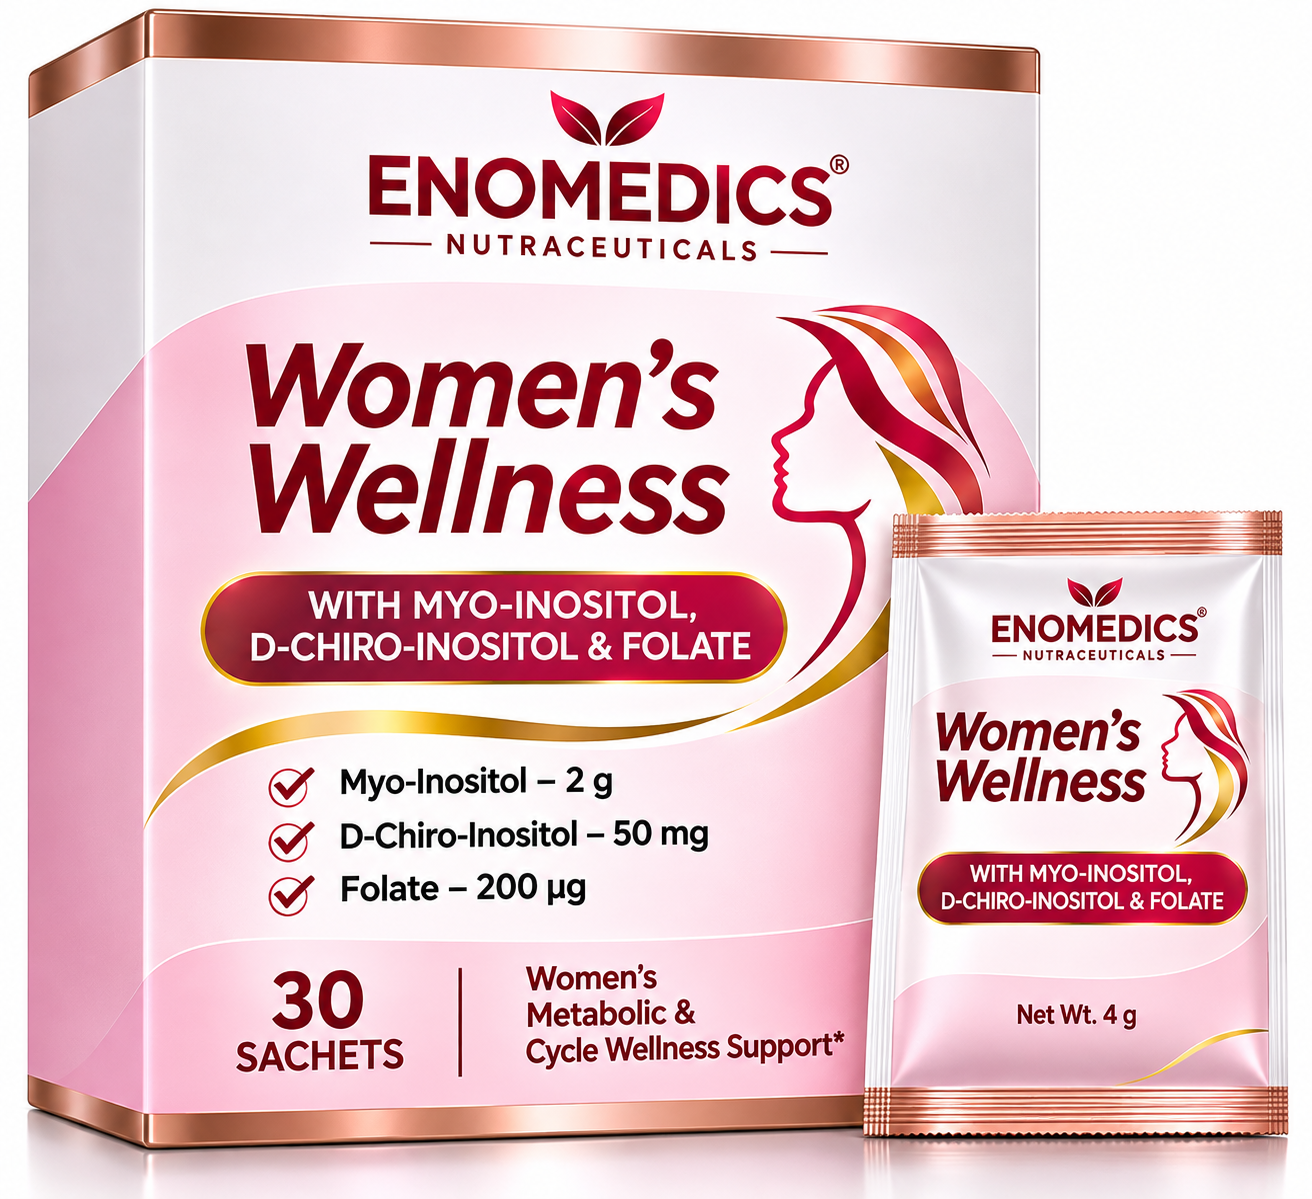 ENOMEDICS®
NUTRACEUTICALS
Women's
Wellness
WITH MYO-INOSITOL,
D-CHIRO-INOSITOL & FOLATE
Myo-Inositol – 2 g
D-Chiro-Inositol – 50 mg
Folate – 200 µg
30
SACHETS
Women's
Metabolic &
Cycle Wellness Support*
ENOMEDICS®
NUTRACEUTICALS
Women's
Wellness
WITH MYO-INOSITOL,
D-CHIRO-INOSITOL & FOLATE
Net Wt. 4 g